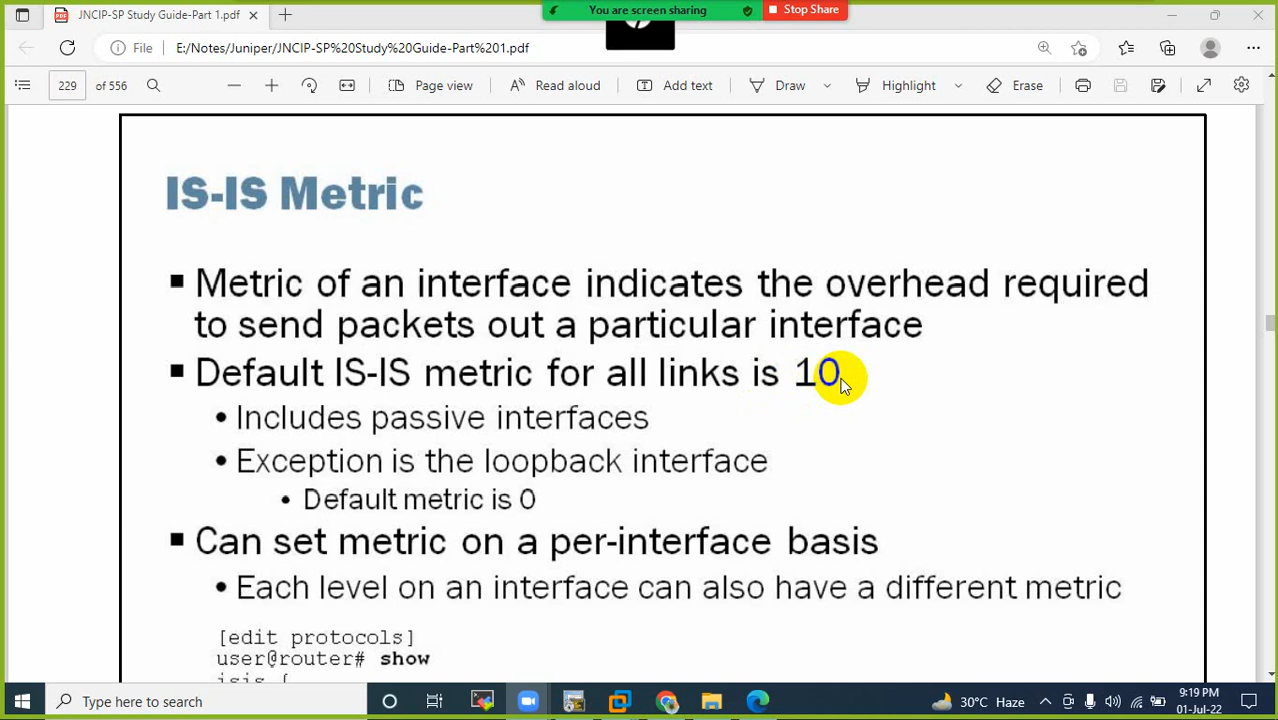 JNCIP-SP Study Guide-Part 1.pdf
You are screen sharing
Stop Share
File
E:/Notes/Juniper/JNCIP-SP%20Study%20Guide-Part%201.pdf
229 of 556
Page view
Read aloud
Add text
Draw
Highlight
Erase
IS-IS Metric
▪ Metric of an interface indicates the overhead required
to send packets out a particular interface
▪ Default IS-IS metric for all links is 10
• Includes passive interfaces
• Exception is the loopback interface
• Default metric is 0
▪ Can set metric on a per-interface basis
• Each level on an interface can also have a different metric
[edit protocols]
user@router# show
isis {
Type here to search
30°C Haze
9:19 PM
01-Jul-22